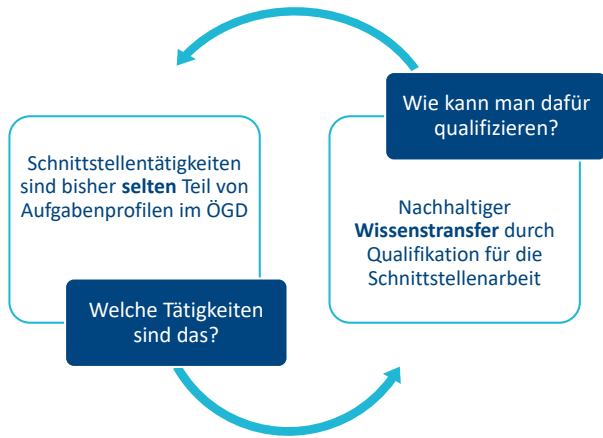 Schnittstellentätigkeiten
sind bisher selten Teil von
Aufgabenprofilen im ÖGD
Welche Tätigkeiten
sind das?
Wie kann man dafür
qualifizieren?
Nachhaltiger
Wissenstransfer durch
Qualifikation für die
Schnittstellenarbeit